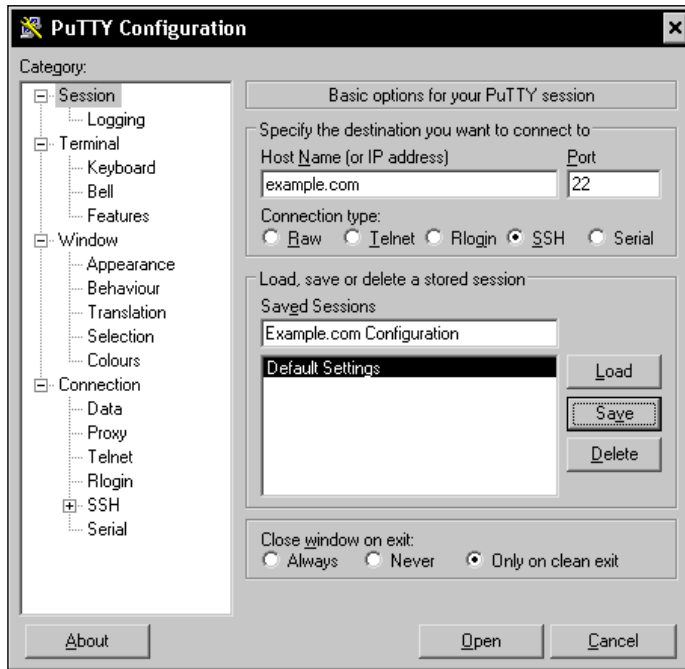 PuTTY Configuration
Category:
Session
Logging
Terminal
Keyboard
Bell
Features
Window
Appearance
Behaviour
Translation
Selection
Colours
Connection
Data
Proxy
Telnet
Rlogin
SSH
Serial
Basic options for your PuTTY session
Specify the destination you want to connect to
Host Name (or IP address) Port
example.com 22
Connection type:
Raw Telnet Rlogin SSH Serial
Load, save or delete a stored session
Saved Sessions
Example.com Configuration
Default Settings
Load
Save
Delete
Close window on exit:
Always Never Only on clean exit
About Open Cancel